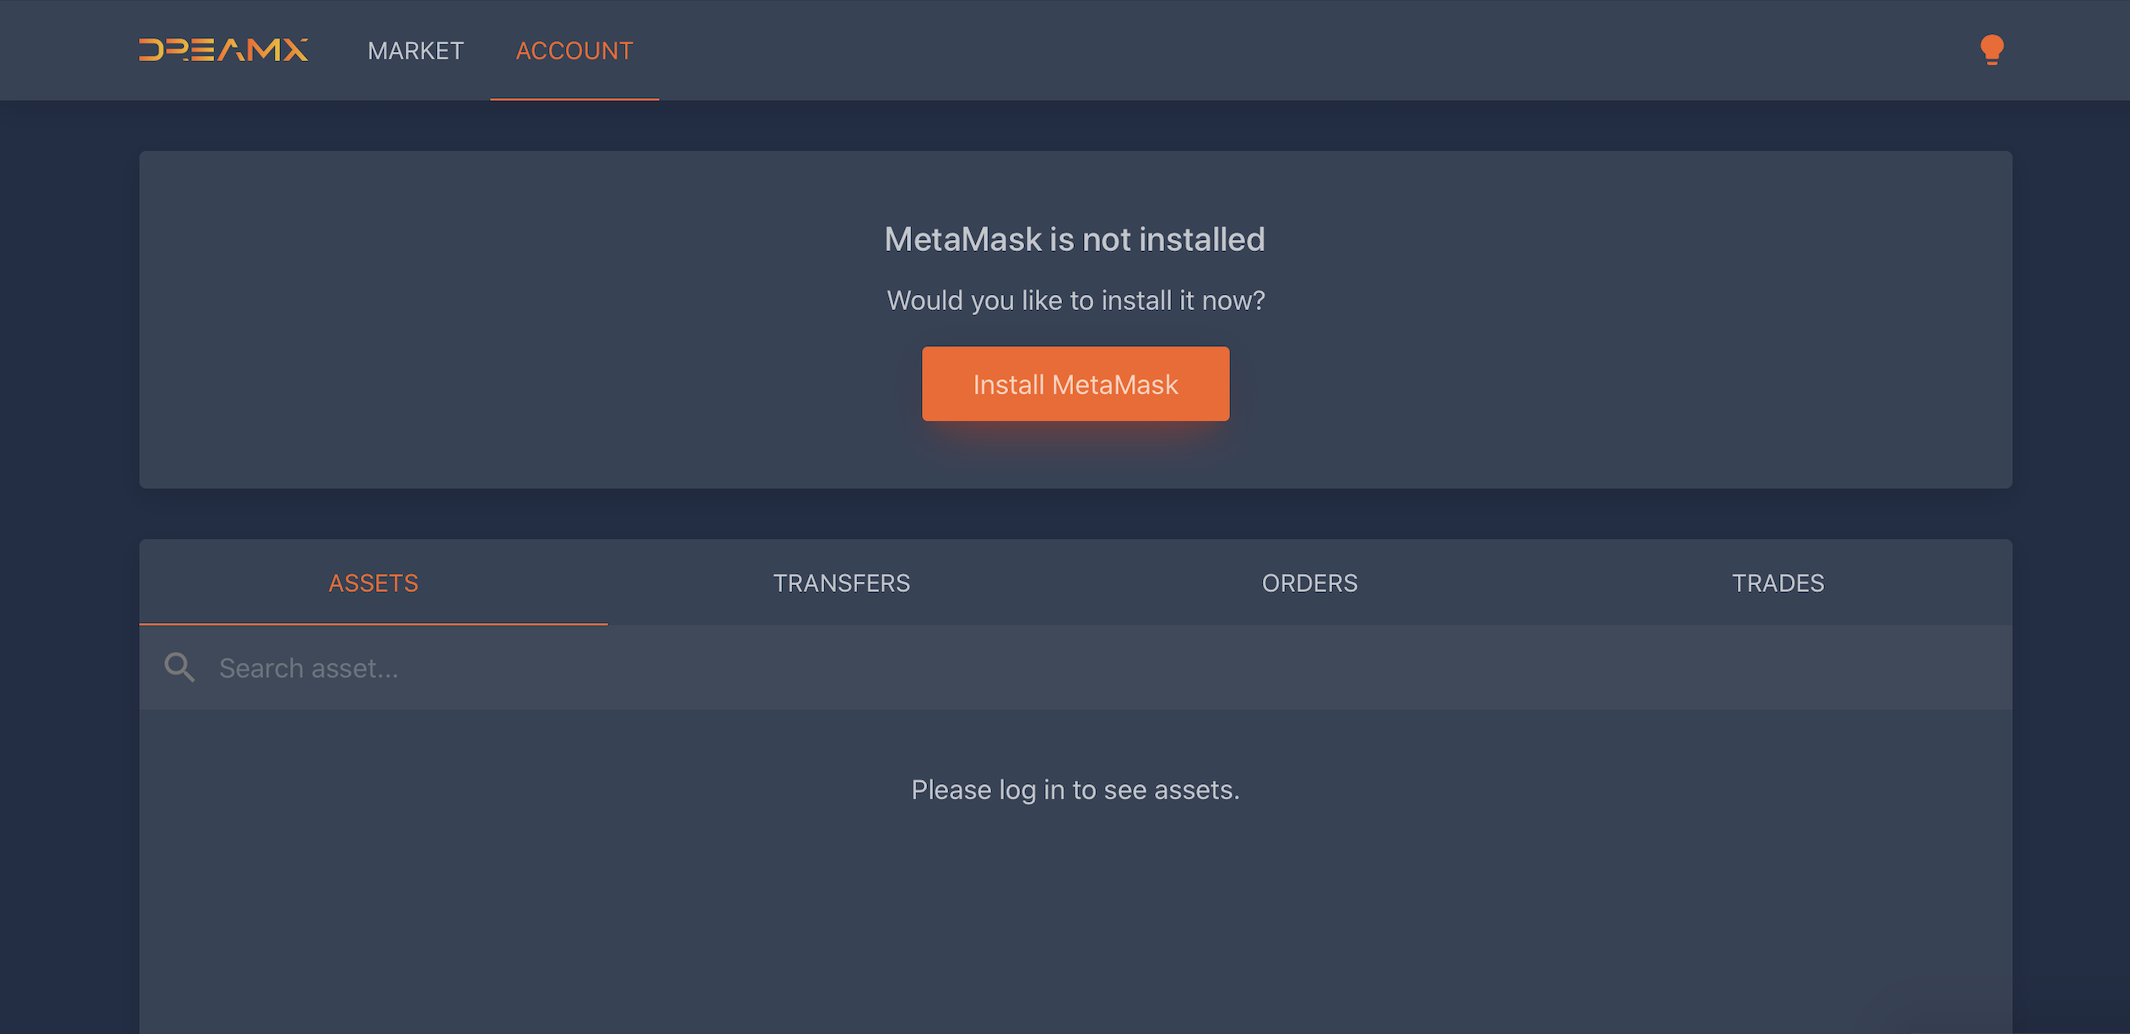 DREAMX MARKET ACCOUNT
MetaMask is not installed
Would you like to install it now?
Install MetaMask
ASSETS TRANSFERS ORDERS TRADES
Search asset...
Please log in to see assets.